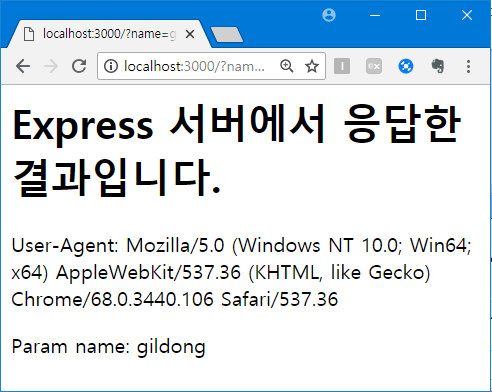 localhost:3000/?name=g
localhost:3000/?nam...
Express 서버에서 응답한
결과입니다.
User-Agent: Mozilla/5.0 (Windows NT 10.0; Win64;
x64) AppleWebKit/537.36 (KHTML, like Gecko)
Chrome/68.0.3440.106 Safari/537.36
Param name: gildong